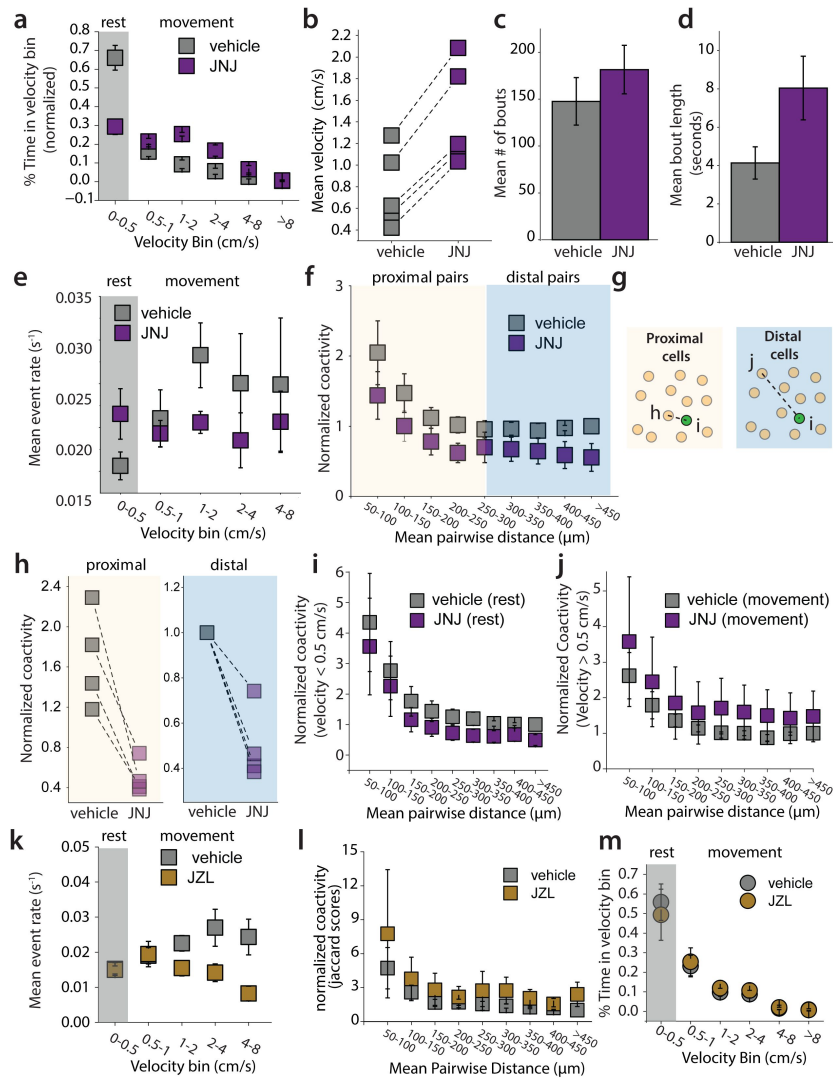 a
rest movement
vehicle
JNJ
% Time in velocity bin
(normalized)
0.8
0.7
0.6
0.5
0.4
0.3
0.2
0.1
0.0
−0.1
0-0.5
0.5-1
1-2
2-4
4-8
>8
Velocity Bin (cm/s)
b
Mean velocity (cm/s)
2.2
2.0
1.8
1.6
1.4
1.2
1.0
0.8
0.6
0.4
vehicle JNJ
c
Mean # of bouts
200
150
100
50
0
vehicle JNJ
d
Mean bout length
(seconds)
10
8
6
4
2
0
vehicle JNJ
e
rest movement
vehicle
JNJ
Mean event rate (s⁻¹)
0.035
0.030
0.025
0.020
0.015
0-0.5
0.5-1
1-2
2-4
4-8
Velocity bin (cm/s)
f
proximal pairs distal pairs
vehicle
JNJ
Normalized coactivity
3
2
1
0
50-100
100-150
150-200
200-250
250-300
300-350
350-400
400-450
>450
Mean pairwise distance (μm)
g
Proximal
cells
h
i
Distal
cells
j
i
h
proximal distal
Normalized coactivity
2.4
2.0
1.6
1.2
0.8
0.4
vehicle JNJ
1.2
1.0
0.8
0.6
0.4
vehicle JNJ
i
vehicle (rest)
JNJ (rest)
Normalized coactivity
(velocity < 0.5 cm/s)
6
5
4
3
2
1
0
50-100
100-150
150-200
200-250
250-300
300-350
350-400
400-450
>450
Mean pairwise distance (μm)
j
vehicle (movement)
JNJ (movement)
Normalized Coactivity
(Velocity > 0.5 cm/s)
5
4
3
2
1
0
50-100
100-150
150-200
200-250
250-300
300-350
350-400
400-450
>450
Mean pairwise distance (μm)
k
rest movement
vehicle
JZL
Mean event rate (s⁻¹)
0.05
0.04
0.03
0.02
0.01
0.00
0-0.5
0.5-1
1-2
2-4
4-8
Velocity bin (cm/s)
l
vehicle
JZL
normalized coactivity
(jaccard scores)
15
12
9
6
3
0
50-100
100-150
150-200
200-250
250-300
300-350
350-400
400-450
>450
Mean Pairwise Distance (μm)
m
rest movement
vehicle
JZL
% Time in velocity bin
0.7
0.6
0.5
0.4
0.3
0.2
0.1
0.0
0-0.5
0.5-1
1-2
2-4
4-8
>8
Velocity Bin (cm/s)